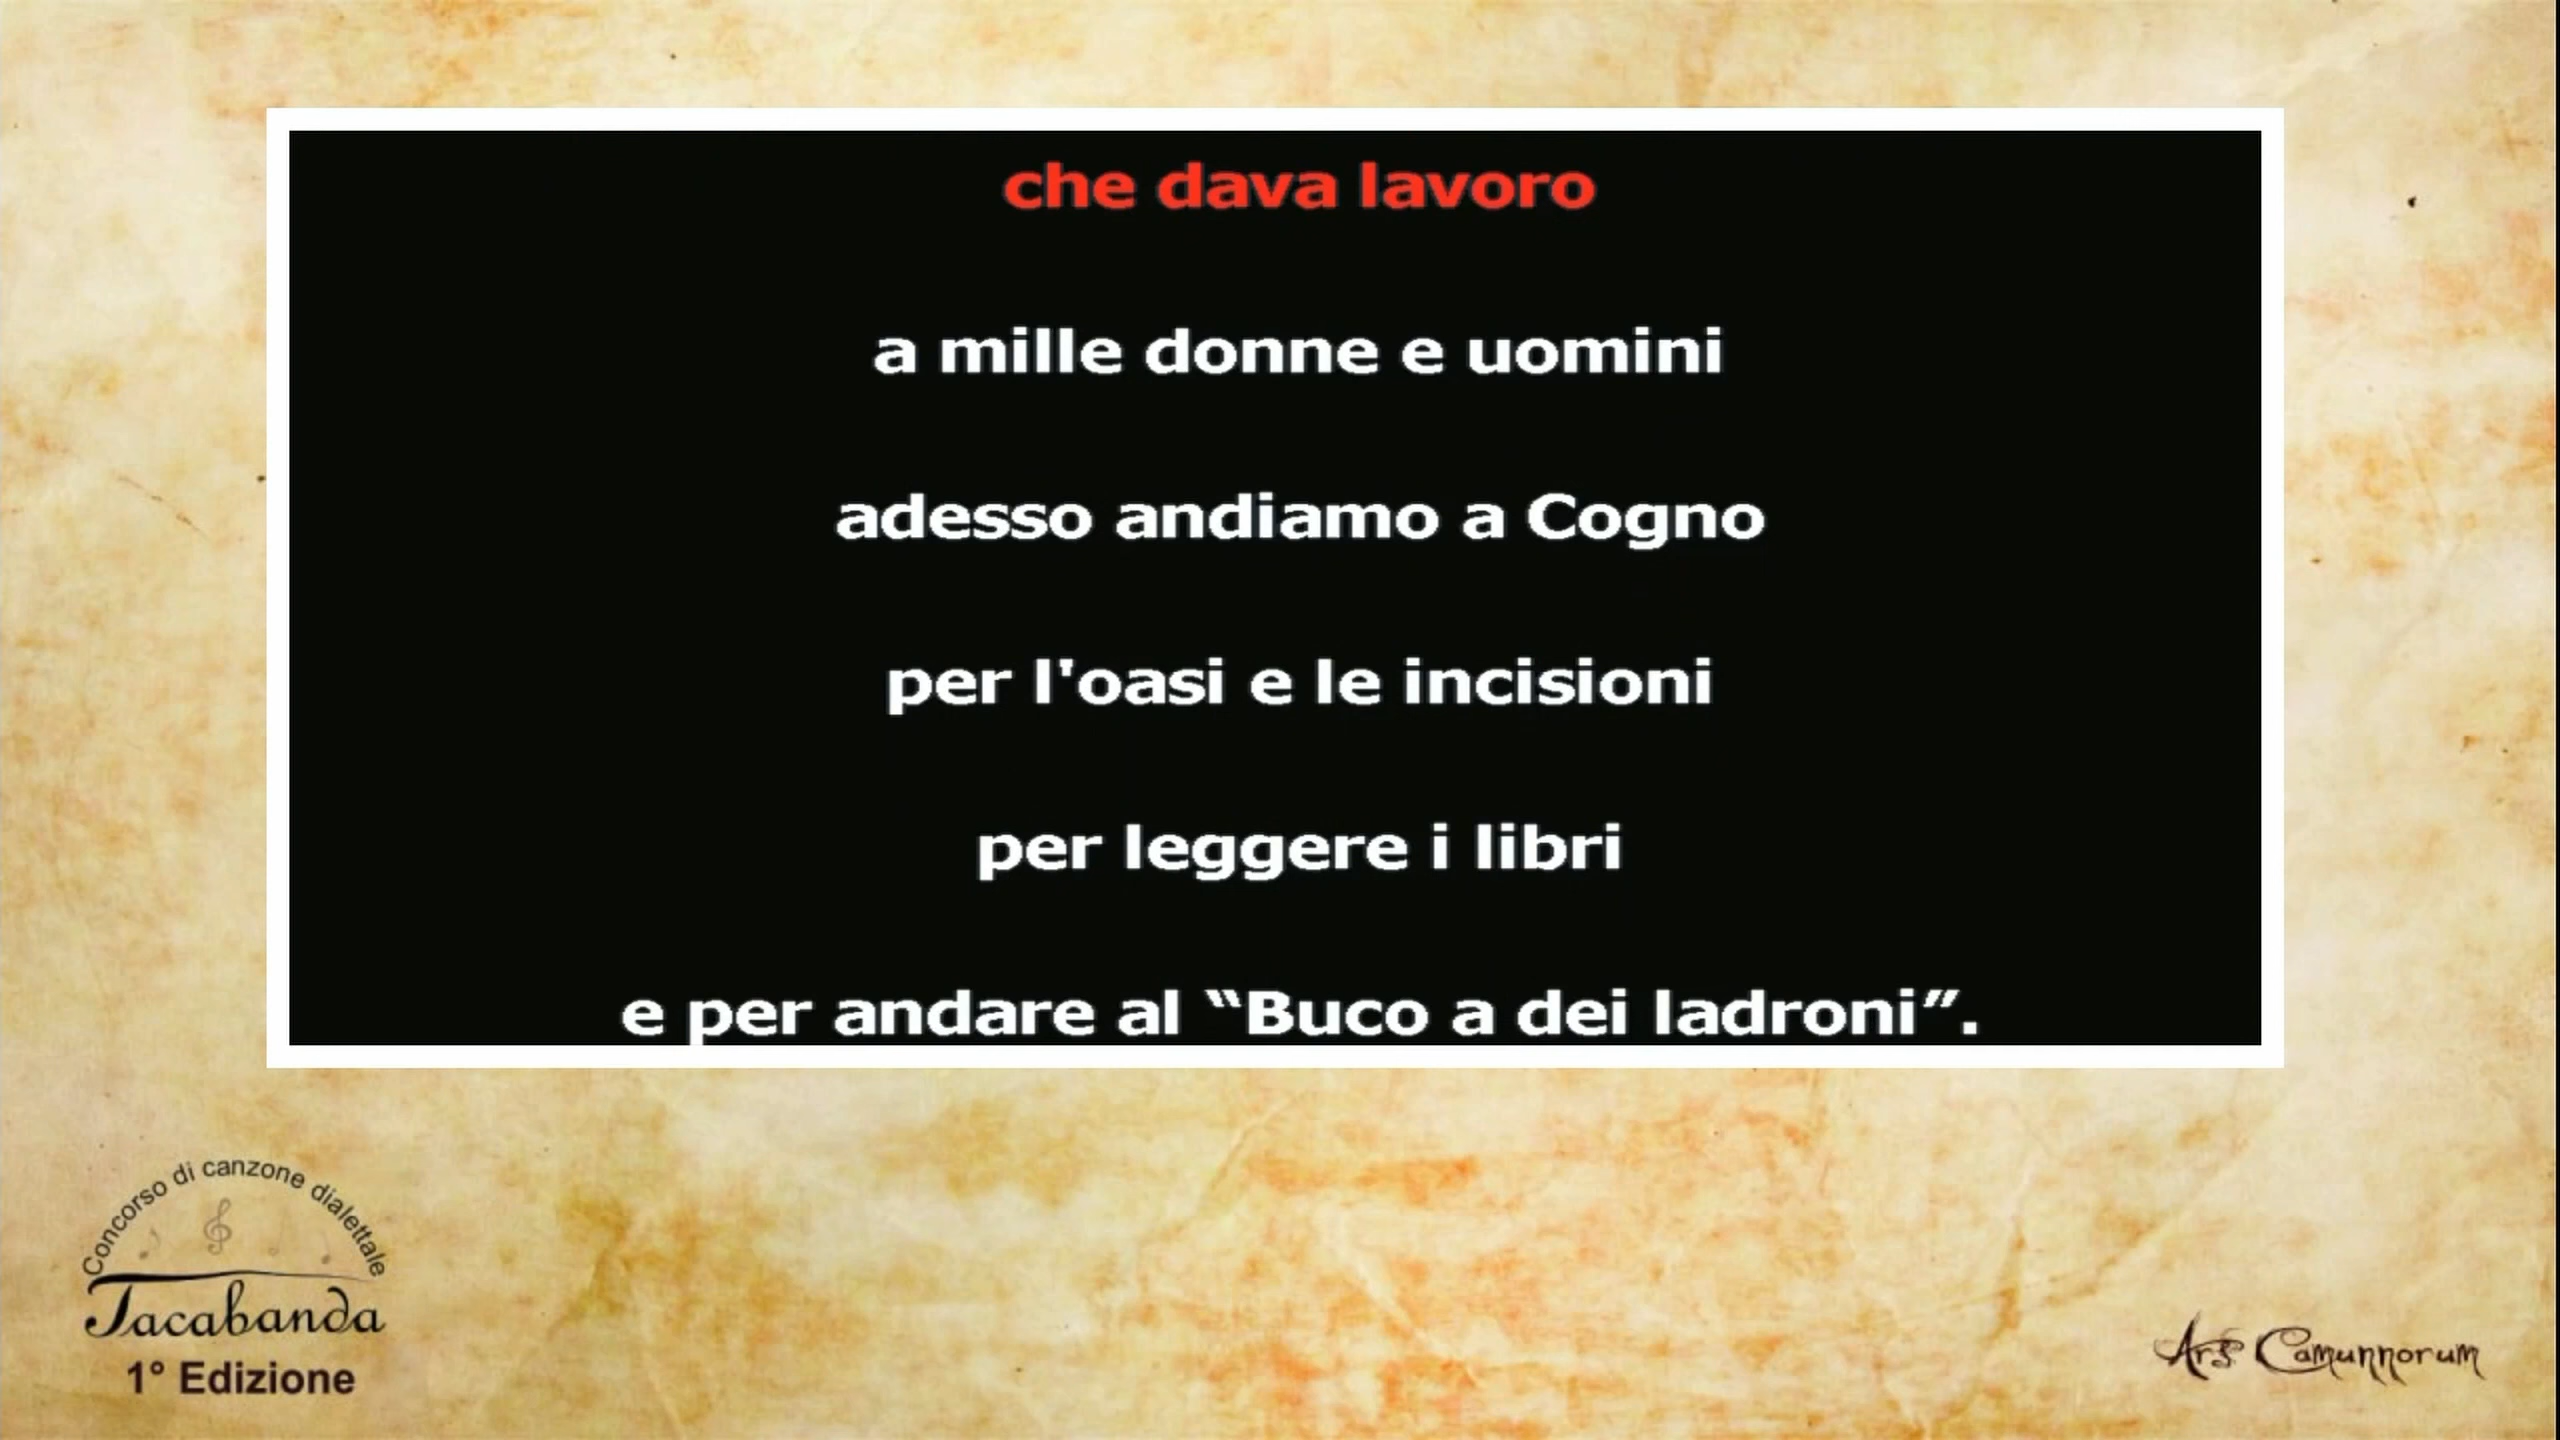 che dava lavoro
a mille donne e uomini
adesso andiamo a Cogno
per l'oasi e le incisioni
per leggere i libri
e per andare al “Buco a dei ladroni”.
Concorso di canzone dialettale
Tacabanda
1° Edizione
Ars Camunnorum